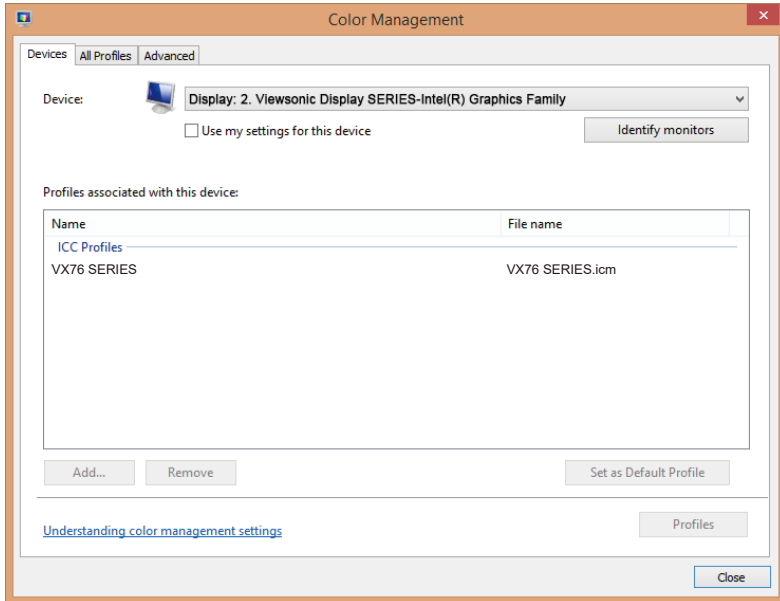 Color Management
Devices All Profiles Advanced
Device: Display: 2. Viewsonic Display SERIES-Intel(R) Graphics Family
Use my settings for this device Identify monitors
Profiles associated with this device:
Name File name
ICC Profiles
VX76 SERIES VX76 SERIES.icm
Add... Remove Set as Default Profile
Understanding color management settings Profiles
Close